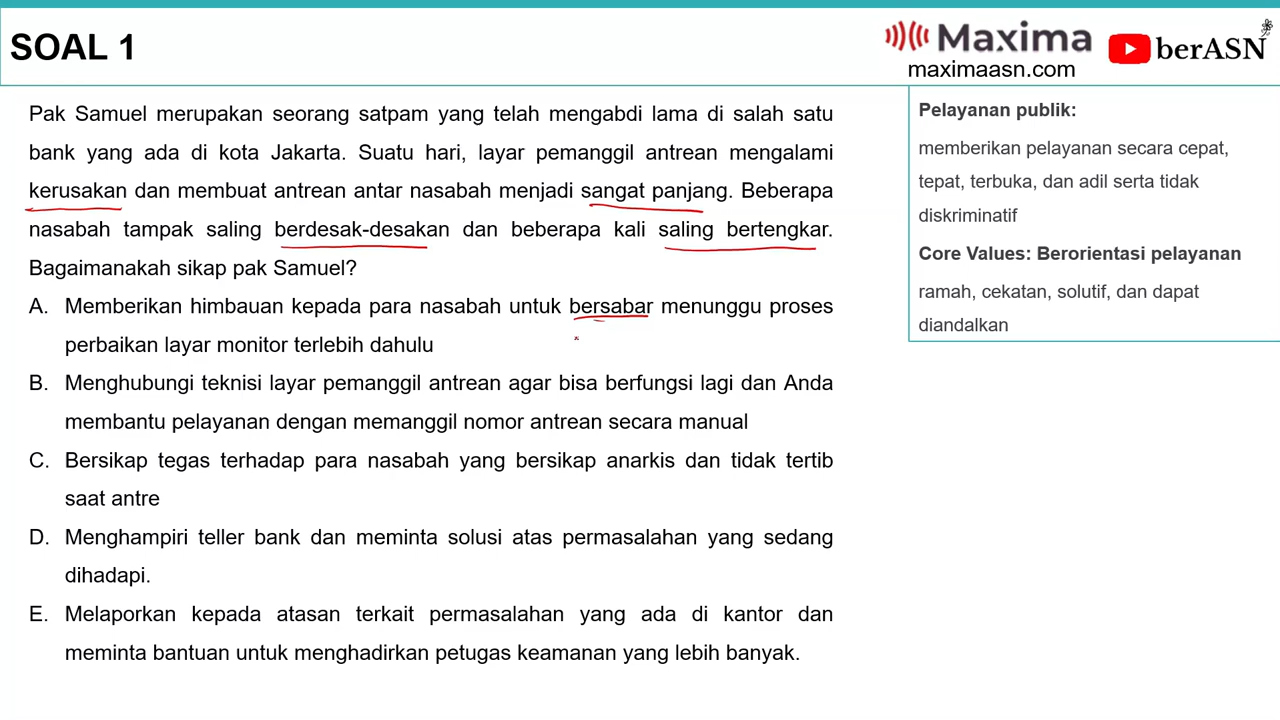 SOAL 1
Maxima
maximaasn.com
berASN
Pak Samuel merupakan seorang satpam yang telah mengabdi lama di salah satu
bank yang ada di kota Jakarta. Suatu hari, layar pemanggil antrean mengalami
kerusakan dan membuat antrean antar nasabah menjadi sangat panjang. Beberapa
nasabah tampak saling berdesak-desakan dan beberapa kali saling bertengkar.
Bagaimanakah sikap pak Samuel?
A. Memberikan himbauan kepada para nasabah untuk bersabar menunggu proses
perbaikan layar monitor terlebih dahulu
B. Menghubungi teknisi layar pemanggil antrean agar bisa berfungsi lagi dan Anda
membantu pelayanan dengan memanggil nomor antrean secara manual
C. Bersikap tegas terhadap para nasabah yang bersikap anarkis dan tidak tertib
saat antre
D. Menghampiri teller bank dan meminta solusi atas permasalahan yang sedang
dihadapi.
E. Melaporkan kepada atasan terkait permasalahan yang ada di kantor dan
meminta bantuan untuk menghadirkan petugas keamanan yang lebih banyak.
Pelayanan publik:
memberikan pelayanan secara cepat,
tepat, terbuka, dan adil serta tidak
diskriminatif
Core Values: Berorientasi pelayanan
ramah, cekatan, solutif, dan dapat
diandalkan